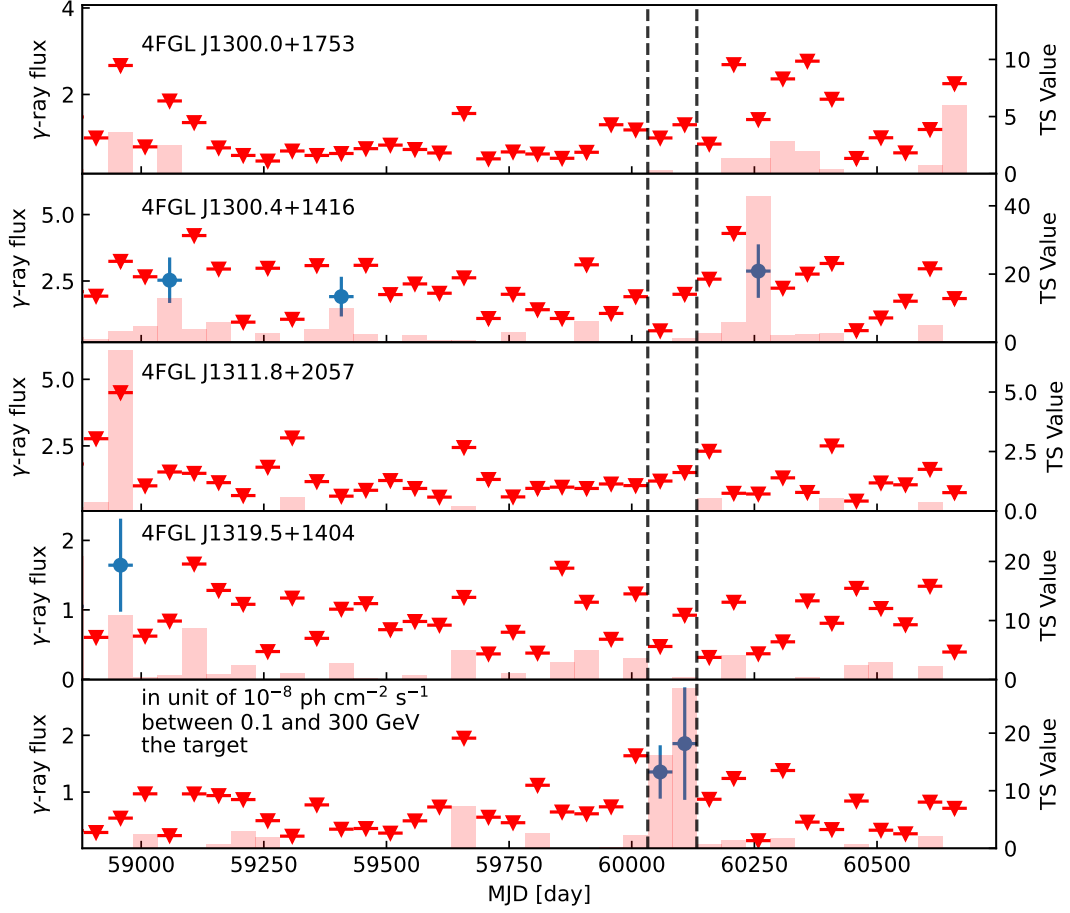 4
2
γ-ray flux
4FGL J1300.0+1753
10
5
0
TS Value
5.0
2.5
γ-ray flux
4FGL J1300.4+1416
40
20
0
TS Value
5.0
2.5
γ-ray flux
4FGL J1311.8+2057
5.0
2.5
0.0
TS Value
2
1
0
γ-ray flux
4FGL J1319.5+1404
20
10
0
TS Value
2
1
γ-ray flux
in unit of 10⁻⁸ ph cm⁻² s⁻¹
between 0.1 and 300 GeV
the target
20
10
0
TS Value
59000 59250 59500 59750 60000 60250 60500
MJD [day]